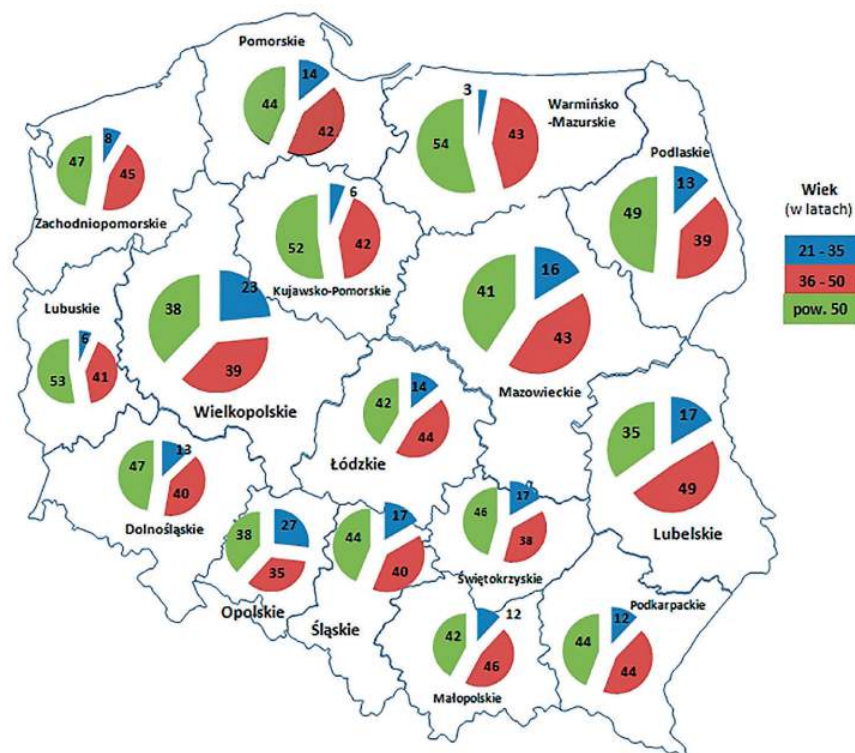 Pomorskie
14
44
42
3
54
43
Warmińsko
-Mazurskie
Podlaskie
13
49
39
Wiek
(w latach)
21 - 35
36 - 50
pow. 50
8
47
45
Zachodniopomorskie
6
52
42
Kujawsko-Pomorskie
16
41
43
Mazowieckie
Lubuskie
6
53
41
23
38
39
Wielkopolskie
14
42
44
Łódzkie
17
35
49
Lubelskie
13
47
40
Dolnośląskie
27
38
35
Opolskie
17
44
40
Śląskie
17
46
38
Świętokrzyskie
12
42
46
Małopolskie
Podkarpackie
12
44
44